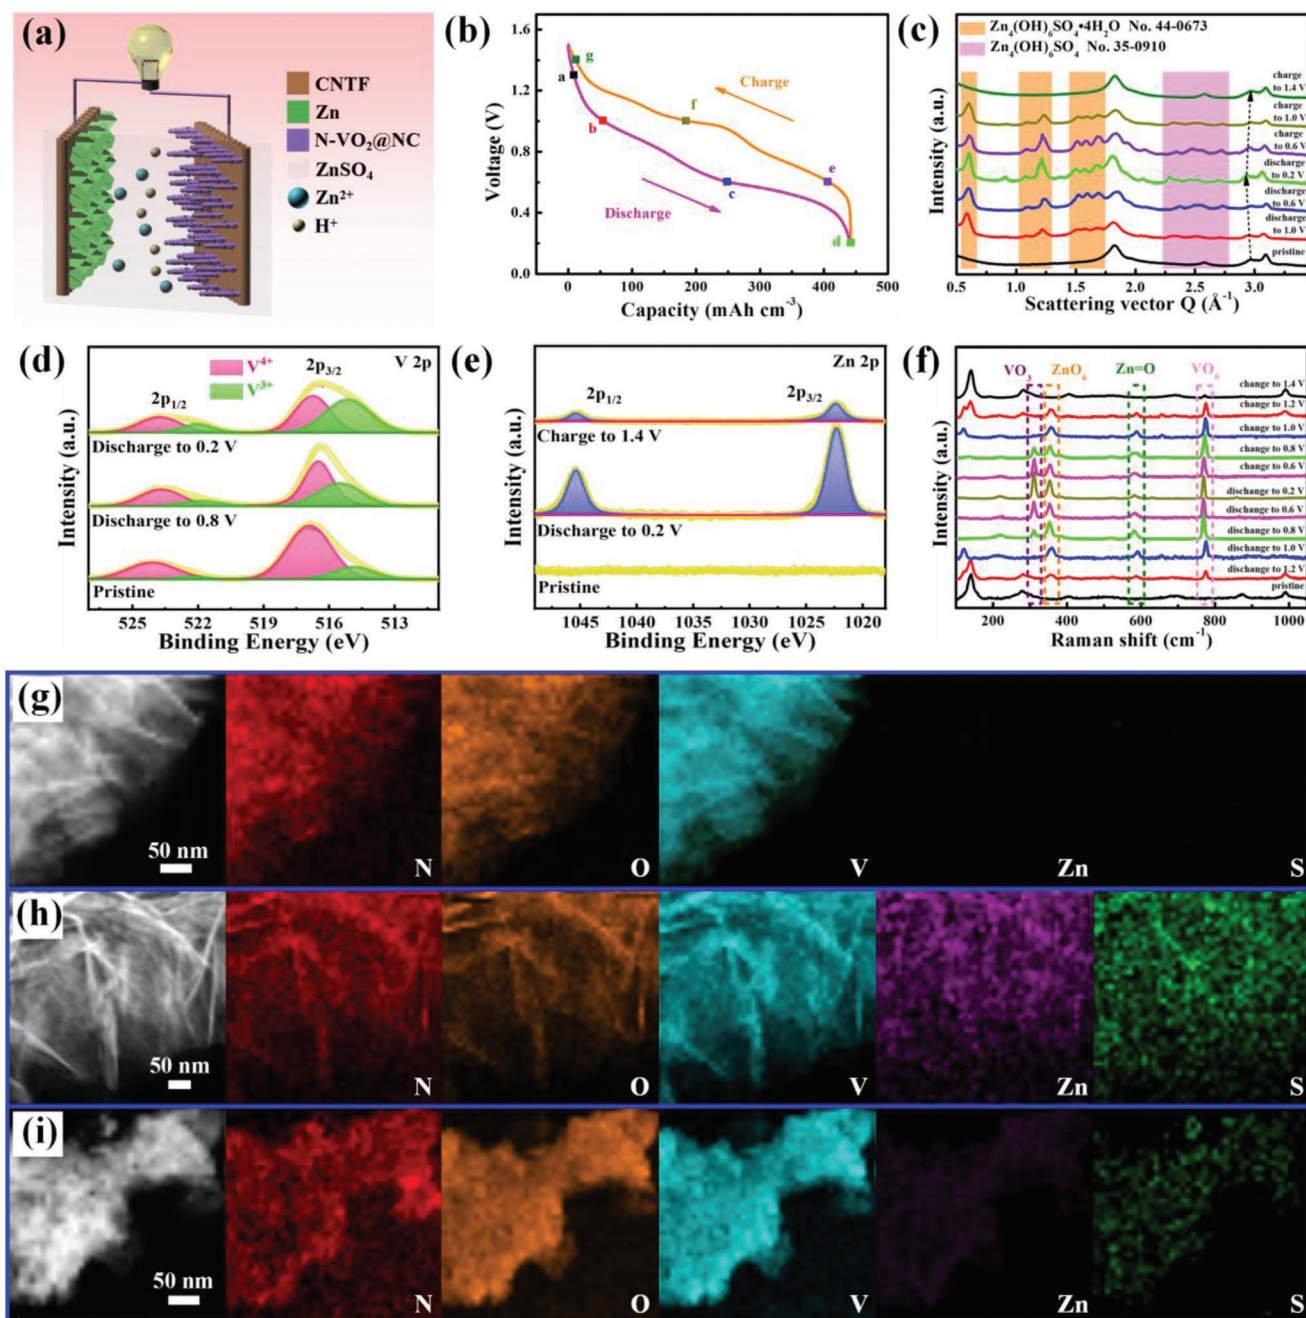 (a)
CNTF
Zn
N-VO₂@NC
ZnSO₄
Zn²⁺
H⁺
(b)
Voltage (V)
1.6
1.2
0.8
0.4
0.0
a
g
b
f
Charge
e
c
Discharge
d
0 100 200 300 400 500
Capacity (mAh cm⁻³)
(c)
Zn₄(OH)₆SO₄•4H₂O No. 44-0673
Zn₄(OH)₆SO₄ No. 35-0910
Intensity (a.u.)
charge
to 1.4 V
charge
to 1.0 V
charge
to 0.6 V
discharge
to 0.2 V
discharge
to 0.6 V
discharge
to 1.0 V
pristine
0.5 1.0 1.5 2.0 2.5 3.0
Scattering vector Q (Å⁻¹)
(d)
V⁴⁺
V³⁺
V 2p
2p₃/₂
2p₁/₂
Intensity (a.u.)
Discharge to 0.2 V
Discharge to 0.8 V
Pristine
525 522 519 516 513
Binding Energy (eV)
(e)
Zn 2p
2p₁/₂
2p₃/₂
Intensity (a.u.)
Charge to 1.4 V
Discharge to 0.2 V
Pristine
1045 1040 1035 1030 1025 1020
Binding Energy (eV)
(f)
VO₃ ZnO₆ Zn=O VO₆
Intensity (a.u.)
change to 1.4 V
change to 1.2 V
change to 1.0 V
change to 0.8 V
change to 0.6 V
dischange to 0.2 V
dischange to 0.6 V
dischange to 0.8 V
dischange to 1.0 V
dischange to 1.2 V
pristine
200 400 600 800 1000
Raman shift (cm⁻¹)
(g)
50 nm
N
O
V
Zn
S
(h)
50 nm
N
O
V
Zn
S
(i)
50 nm
N
O
V
Zn
S